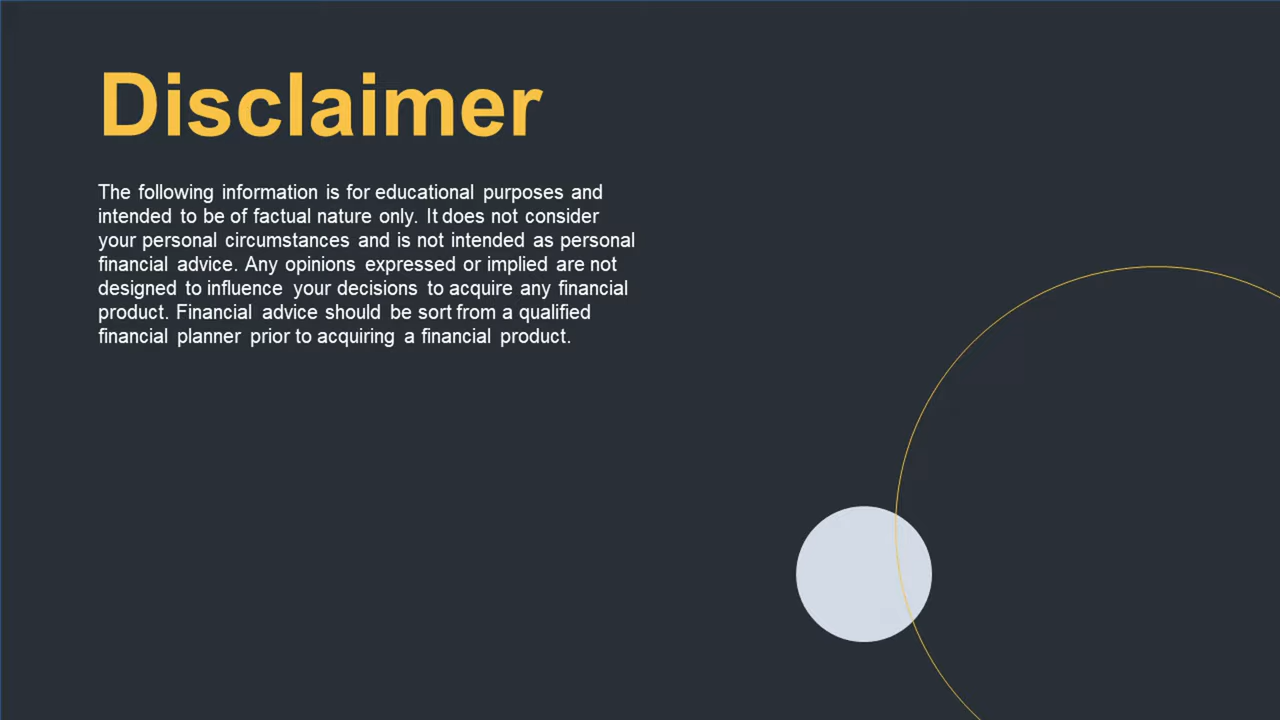 Disclaimer
The following information is for educational purposes and
intended to be of factual nature only. It does not consider
your personal circumstances and is not intended as personal
financial advice. Any opinions expressed or implied are not
designed to influence your decisions to acquire any financial
product. Financial advice should be sort from a qualified
financial planner prior to acquiring a financial product.